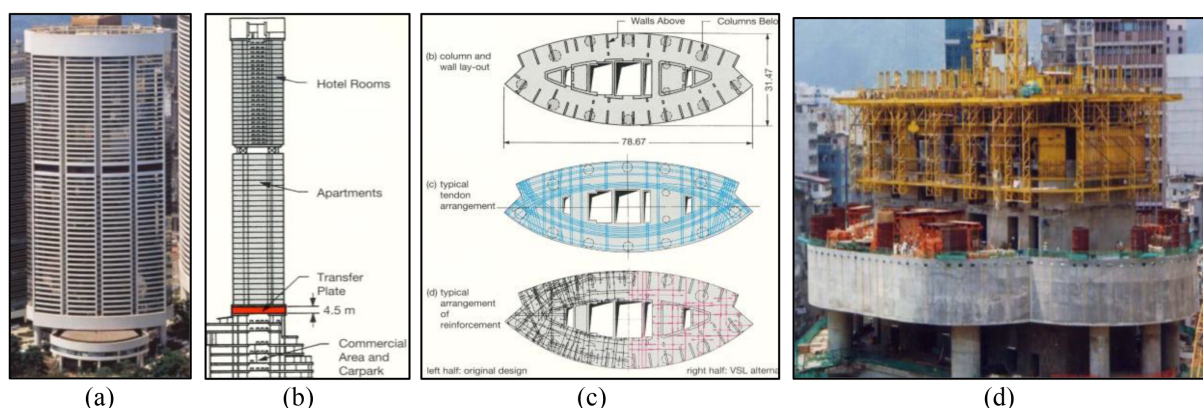 Hotel Rooms
Apartments
Transfer
Plate
4.5 m
Commercial
Area and
Carpark
Walls Above
Columns Belo
(b) column and
wall lay-out
31.47
78.67
(c) typical
tendon
arrangement
(d) typical
arrangement
of
reinforcement
left half: original design
right half: VSL alterna
(a)
(b)
(c)
(d)